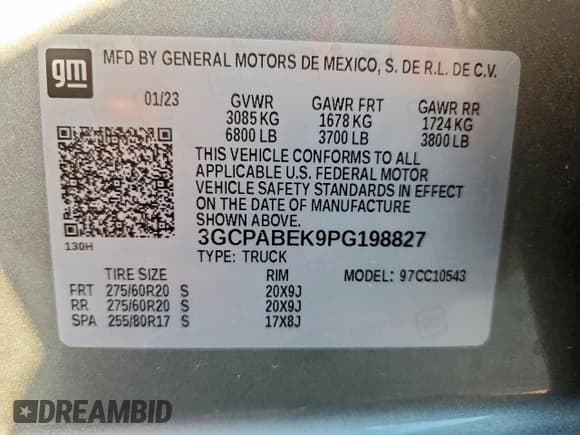 gm MFD BY GENERAL MOTORS DE MEXICO, S. DE R.L. DE C.V.
01/23 GVWR GAWR FRT GAWR RR
3085 KG 1678 KG 1724 KG
6800 LB 3700 LB 3800 LB
THIS VEHICLE CONFORMS TO ALL
APPLICABLE U.S. FEDERAL MOTOR
VEHICLE SAFETY STANDARDS IN EFFECT
ON THE DATE OF MANUFACTURE
SHOWN ABOVE.
130H 3GCPABEK9PG198827
TYPE: TRUCK
TIRE SIZE RIM MODEL: 97CC10543
FRT 275/60R20 S 20X9J
RR 275/60R20 S 20X9J
SPA 255/80R17 S 17X8J
DREAMBID